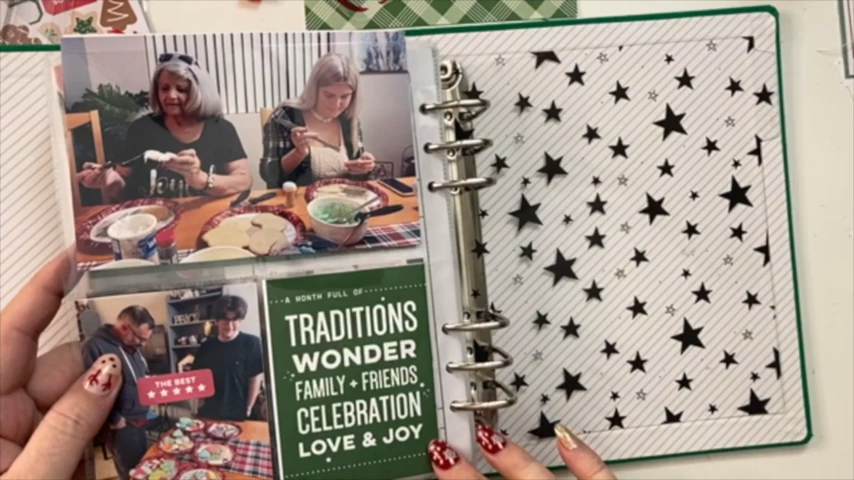 THE BEST
A MONTH FULL OF
TRADITIONS
WONDER
FAMILY + FRIENDS
CELEBRATION
LOVE & JOY